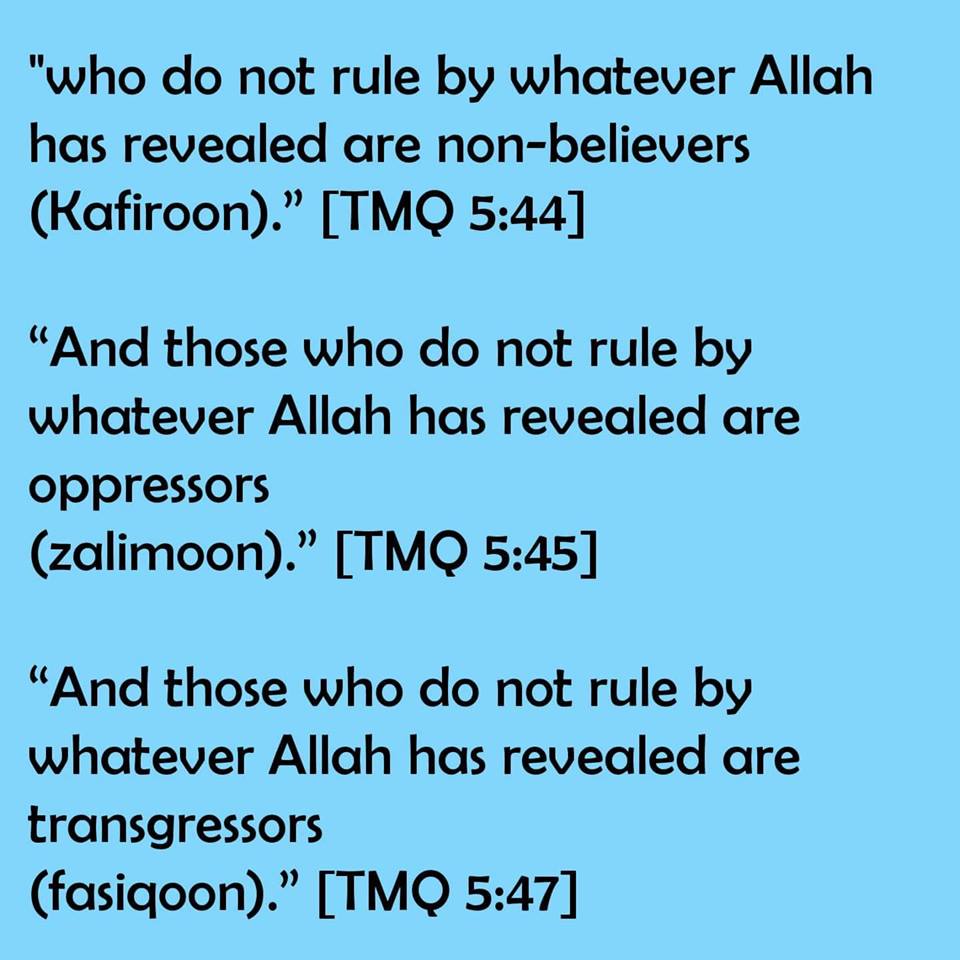 "who do not rule by whatever Allah
has revealed are non-believers
(Kafiroon).” [TMQ 5:44]
“And those who do not rule by
whatever Allah has revealed are
oppressors
(zalimoon).” [TMQ 5:45]
“And those who do not rule by
whatever Allah has revealed are
transgressors
(fasiqoon).” [TMQ 5:47]